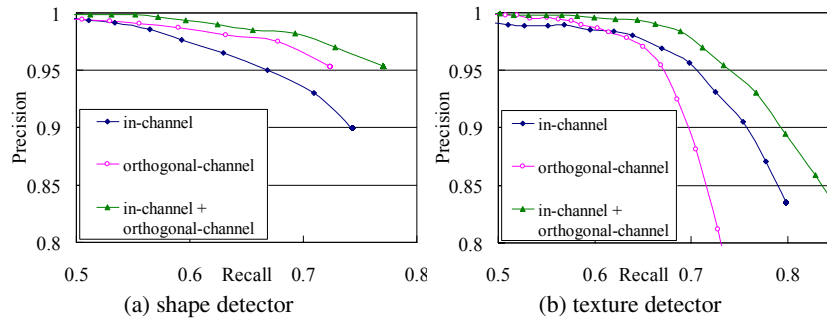 1
0.95
0.9
0.85
0.8
Precision
in-channel
orthogonal-channel
in-channel +
orthogonal-channel
0.5 0.6 Recall 0.7 0.8
(a) shape detector
1
0.95
0.9
0.85
0.8
Precision
in-channel
orthogonal-channel
in-channel +
orthogonal-channel
0.5 0.6 Recall 0.7 0.8
(b) texture detector